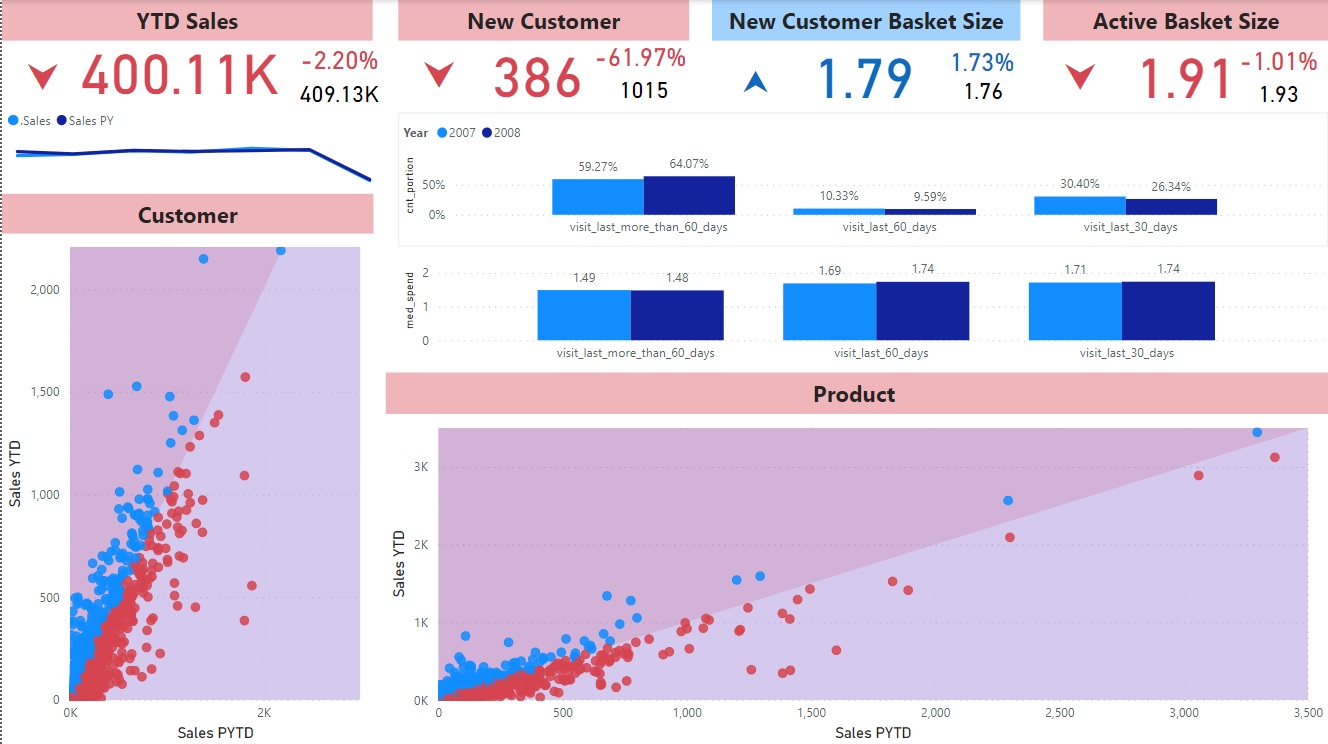 YTD Sales
400.11K
-2.20%
409.13K
New Customer
386
-61.97%
1015
New Customer Basket Size
1.79
1.73%
1.76
Active Basket Size
1.91
-1.01%
1.93
.Sales Sales PY
Year 2007 2008
cnt_portion
50%
0%
59.27% 64.07%
10.33% 9.59%
30.40% 26.34%
visit_last_more_than_60_days visit_last_60_days visit_last_30_days
med_spend
2
1
0
1.49 1.48
1.69 1.74
1.71 1.74
visit_last_more_than_60_days visit_last_60_days visit_last_30_days
Customer
Sales YTD
2,000
1,500
1,000
500
0
0K 2K
Sales PYTD
Product
Sales YTD
3K
2K
1K
0K
0 500 1,000 1,500 2,000 2,500 3,000 3,500
Sales PYTD